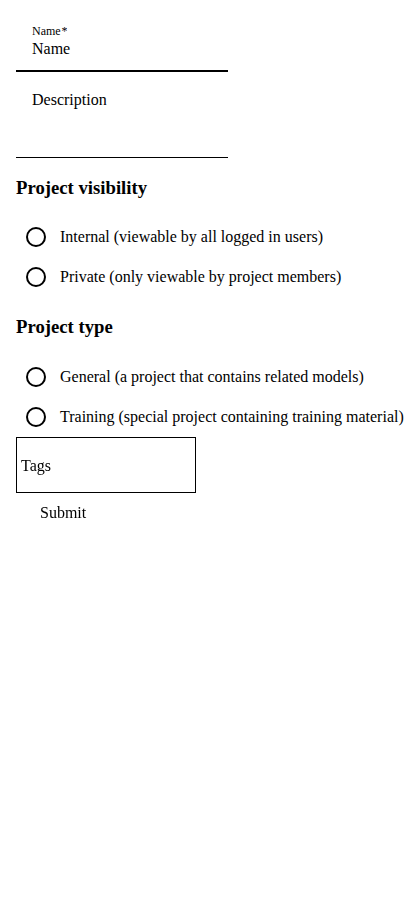 Name*
Name
Description
Project visibility
Internal (viewable by all logged in users)
Private (only viewable by project members)
Project type
General (a project that contains related models)
Training (special project containing training material)
Tags
Submit